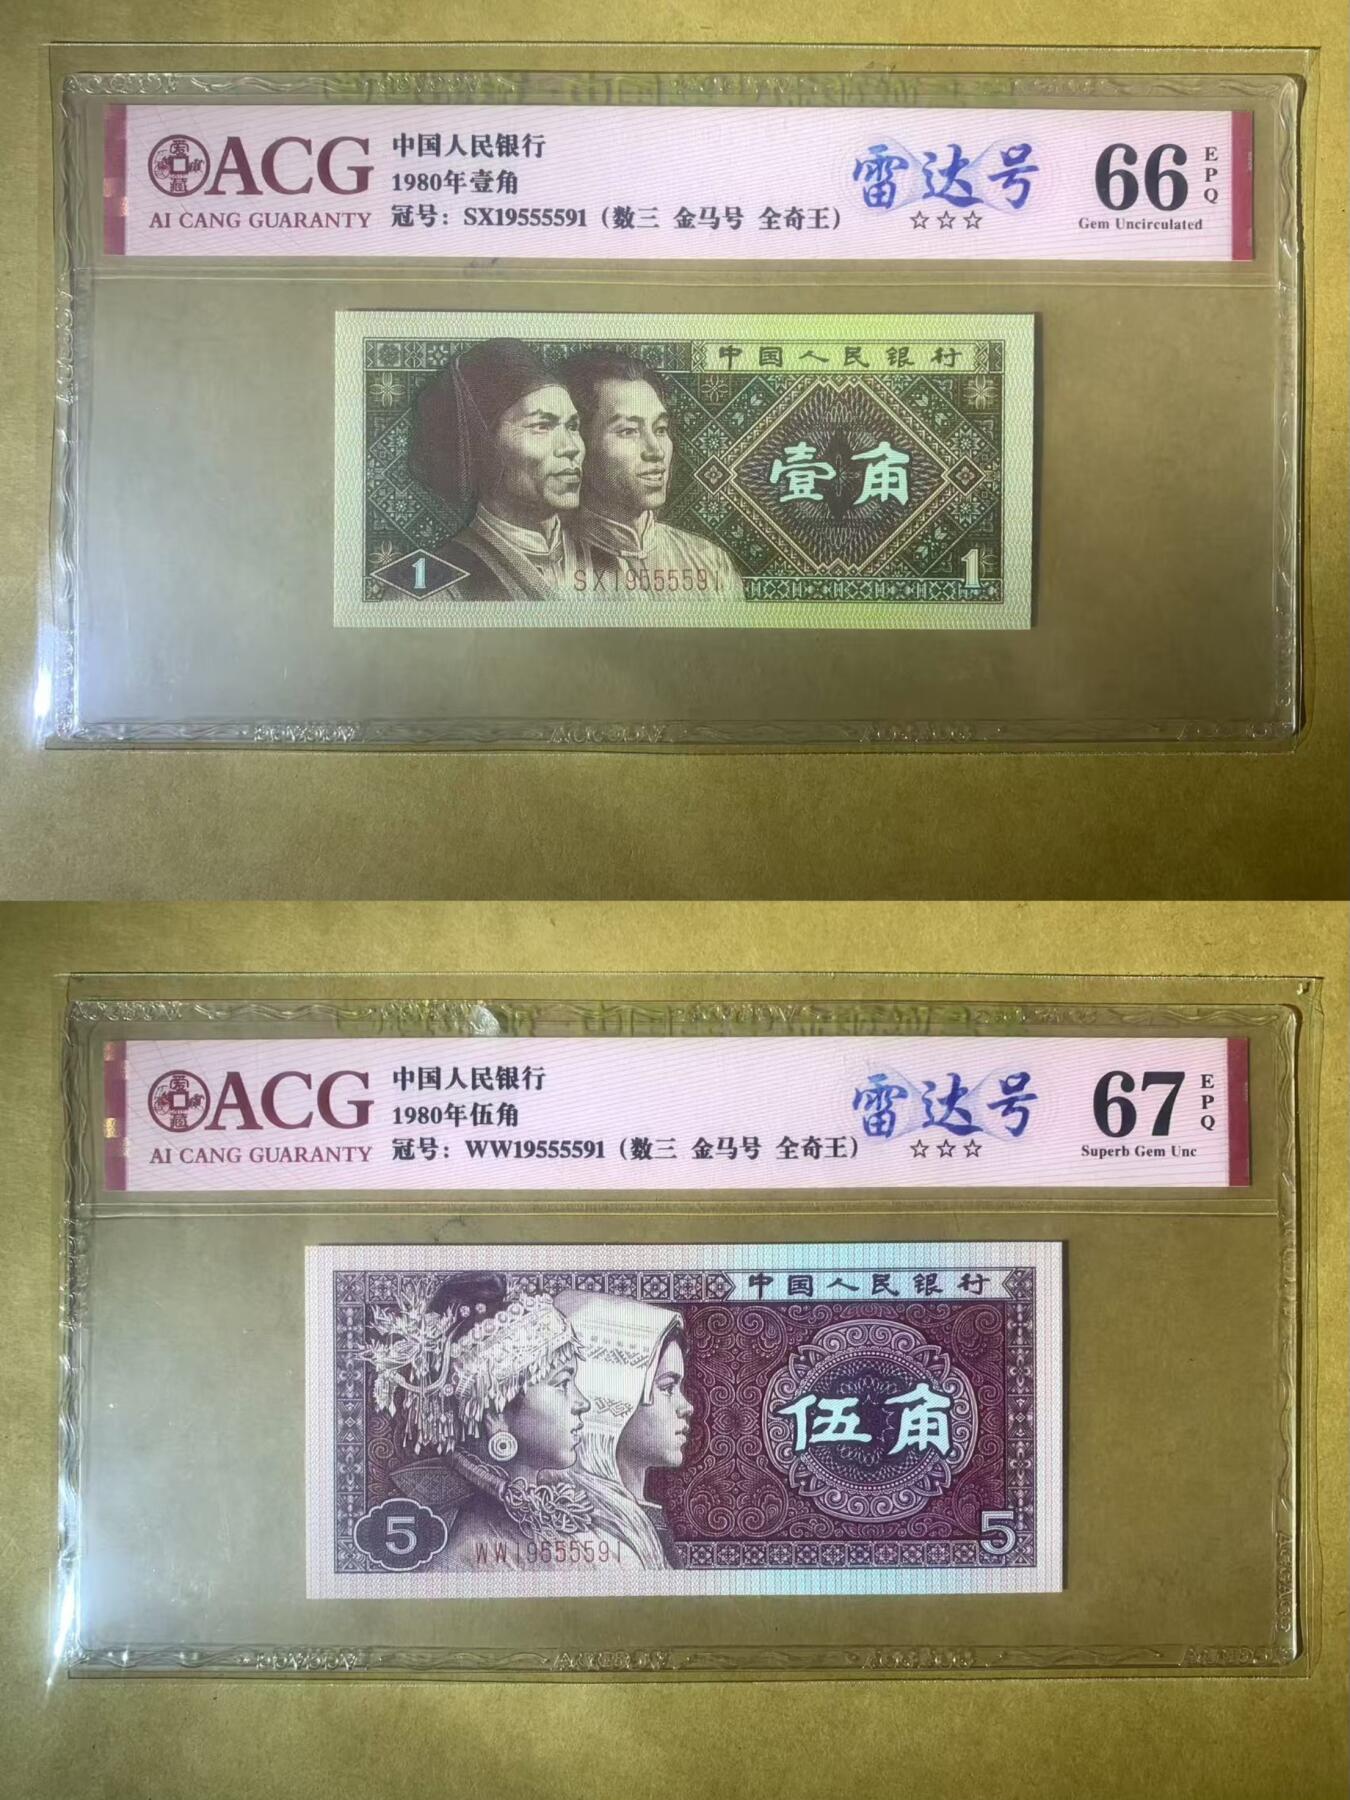 ACG
AI CANG GUARANTY
中国人民银行
1980年壹角
冠号：SX19555591（数三 金马号 全奇王）
雷达号
☆☆☆
66
EPQ
Gem Uncirculated
中国人民银行
壹角
1
SX19555591
1
ACG
AI CANG GUARANTY
中国人民银行
1980年伍角
冠号：WW19555591（数三 金马号 全奇王）
雷达号
☆☆☆
67
EPQ
Superb Gem Unc
中国人民银行
伍角
5
WW19555591
5